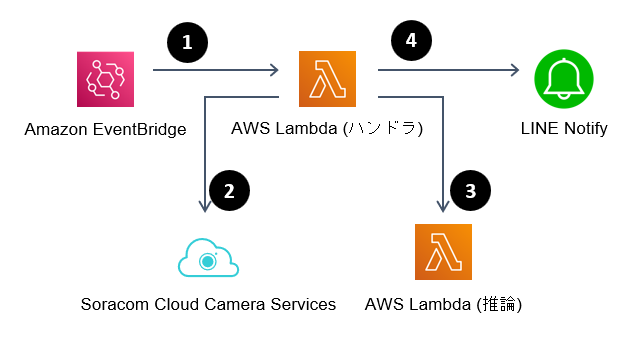 1
4
Amazon EventBridge
AWS Lambda (ハンドラ)
LINE Notify
2
3
Soracom Cloud Camera Services
AWS Lambda (推論)